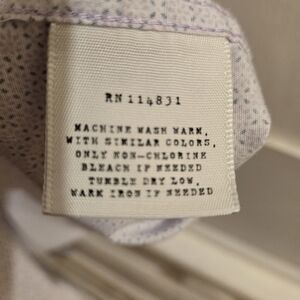 RN 114831
MACHINE WASH WARM,
WITH SIMILAR COLORS,
ONLY NON-CHLORINE
BLEACH IF NEEDED
TUMBLE DRY LOW,
WARM IRON IF NEEDED